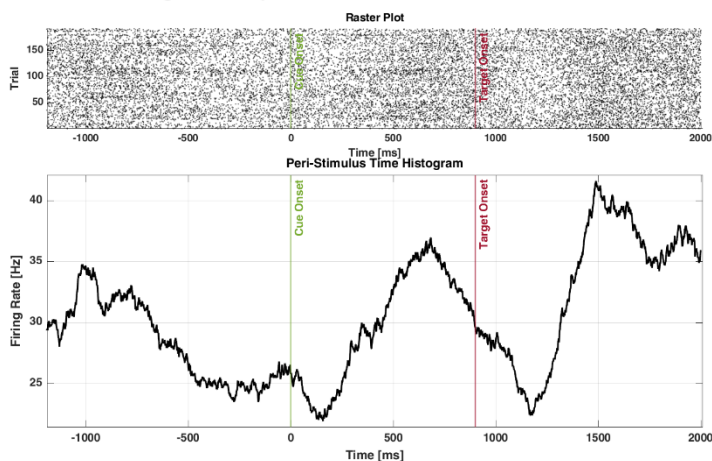 Raster Plot
Trial
150
100
50
Cue Onset
Target Onset
-1000 -500 0 500 1000 1500 2000
Time [ms]
Peri-Stimulus Time Histogram
Firing Rate [Hz]
40
35
30
25
Cue Onset
Target Onset
-1000 -500 0 500 1000 1500 2000
Time [ms]